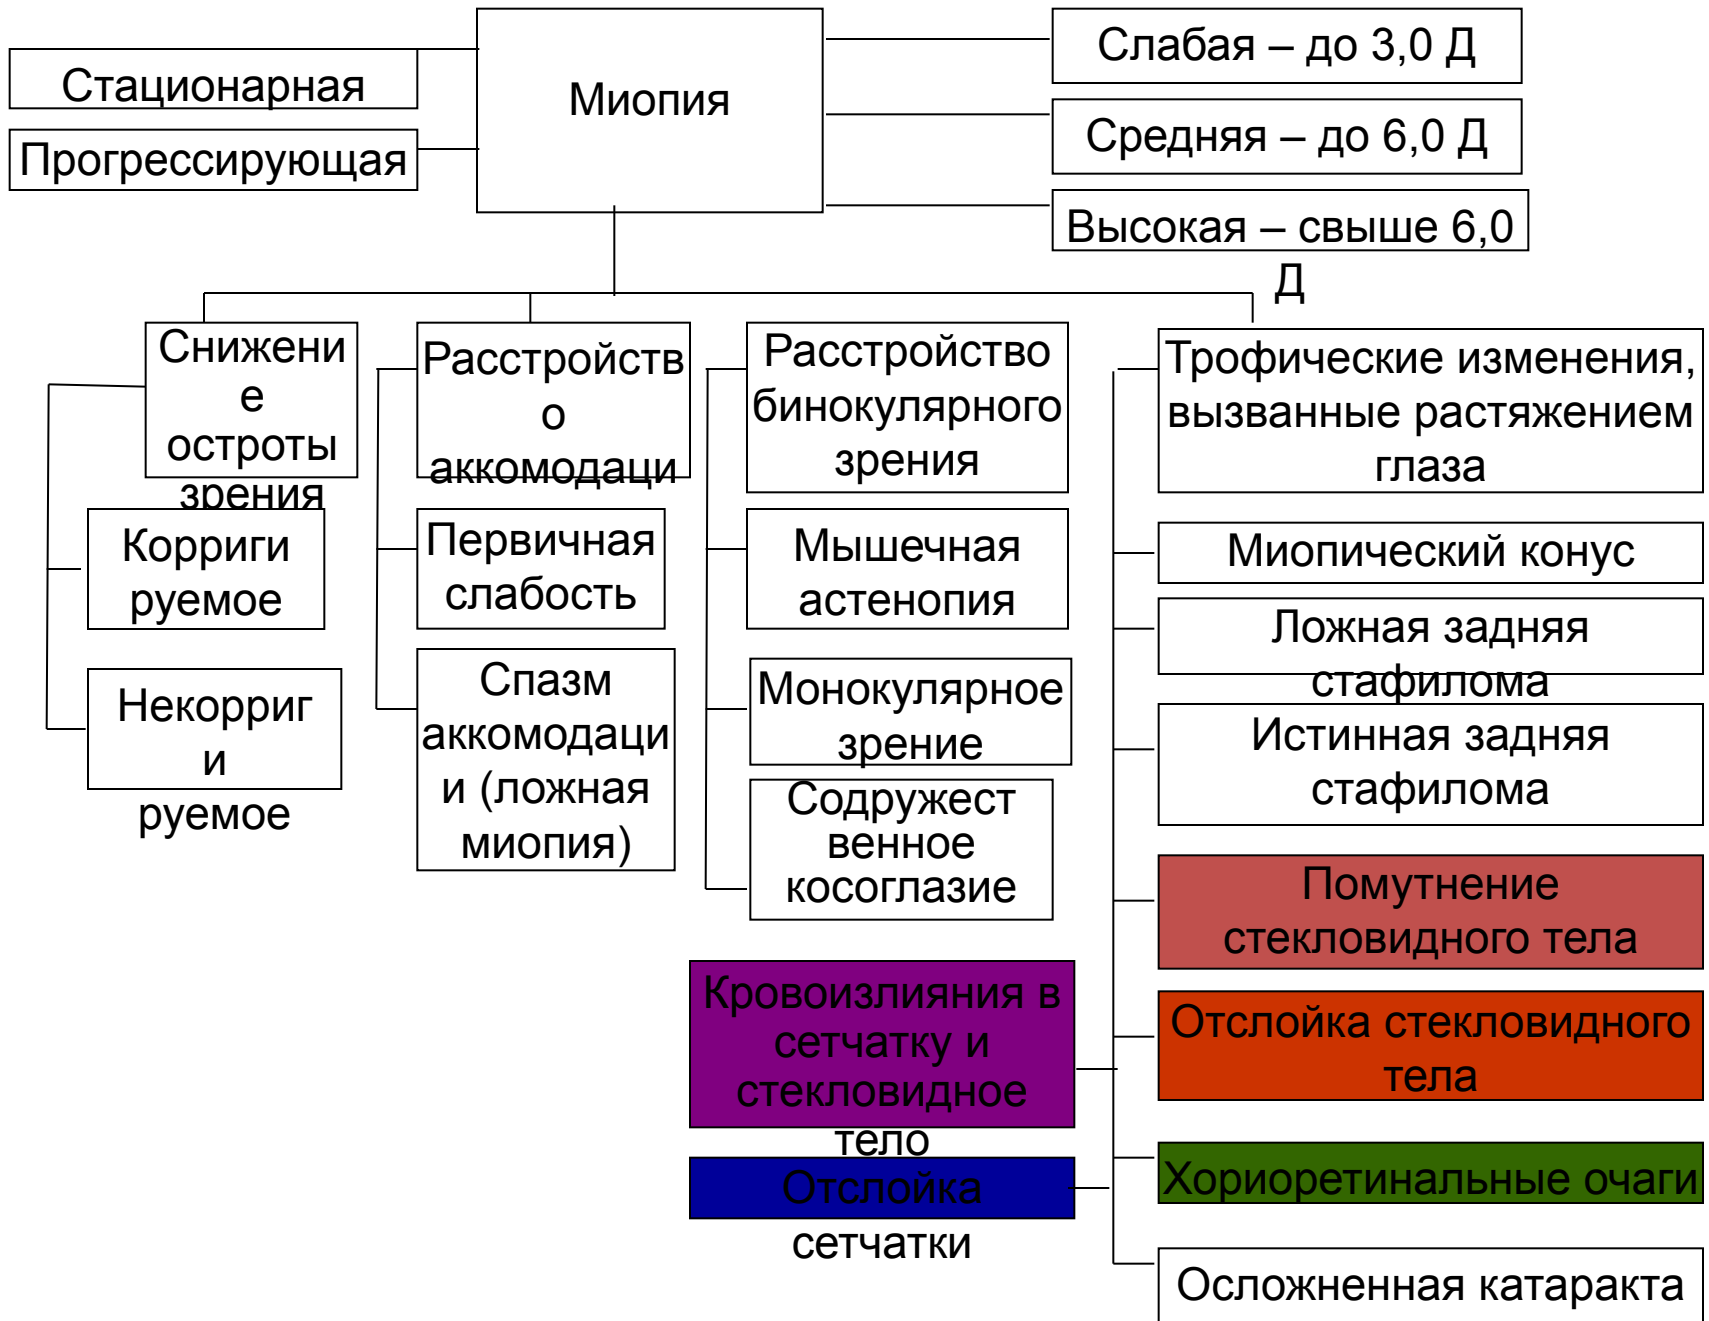 Миопия
Стационарная
Прогрессирующая
Слабая – до 3,0 Д
Средняя – до 6,0 Д
Высокая – свыше 6,0
Д
Снижени
е
остроты
зрения
Корриги
руемое
Некорриг
и
руемое
Расстройств
о
аккомодаци
Первичная
слабость
Спазм
аккомодаци
и (ложная
миопия)
Расстройство
бинокулярного
зрения
Мышечная
астенопия
Монокулярное
зрение
Содружест
венное
косоглазие
Трофические изменения,
вызванные растяжением
глаза
Миопический конус
Ложная задняя
стафилома
Истинная задняя
стафилома
Помутнение
стекловидного тела
Отслойка стекловидного
тела
Хориоретинальные очаги
Осложненная катаракта
Кровоизлияния в
сетчатку и
стекловидное
тело
Отслойка
сетчатки